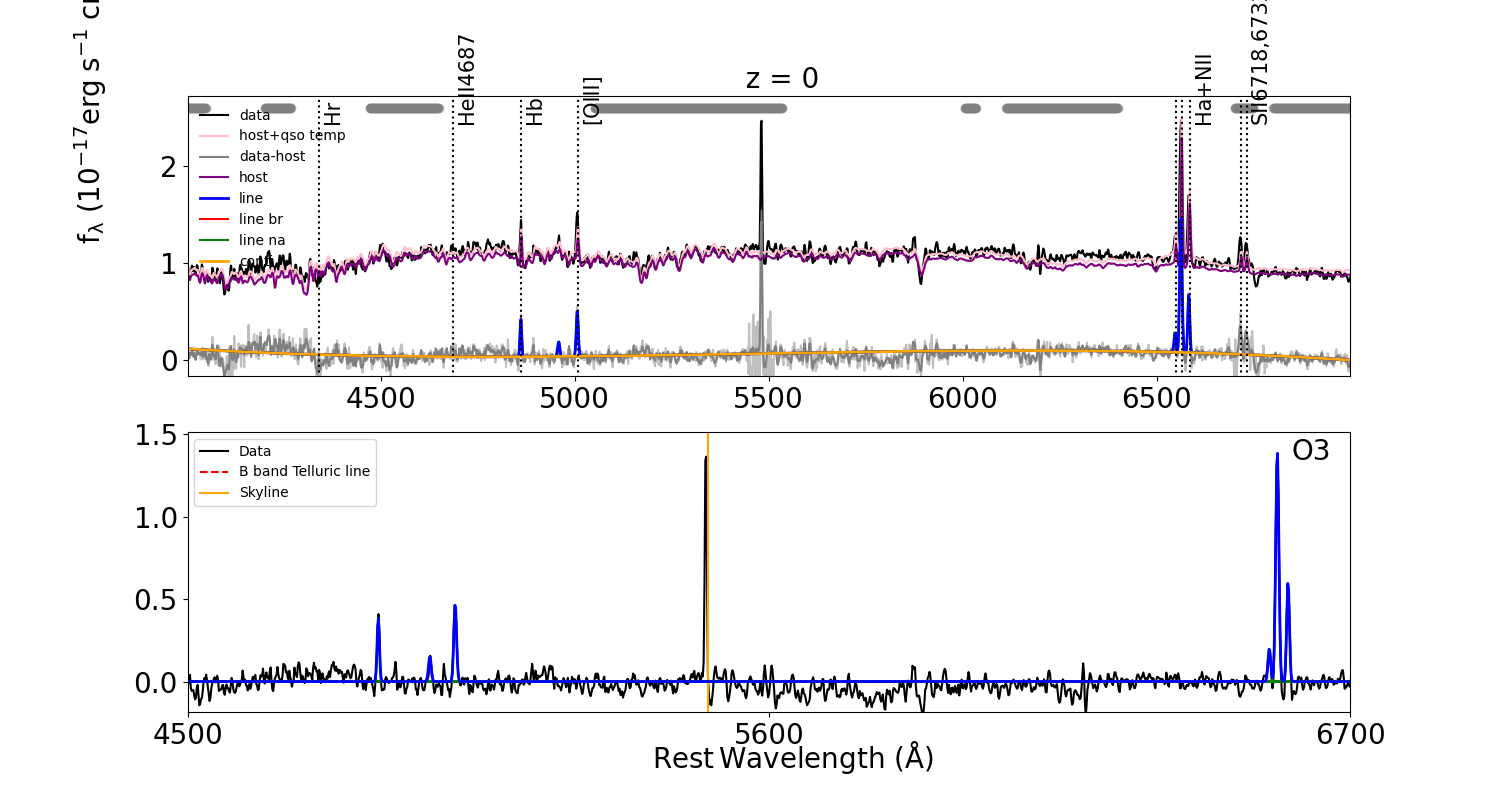 z = 0
f_λ (10^−17 erg s^−1 c
Hr
HeII4687
Hb
[OIII]
Ha+NII
SII6718,673
data
host+qso temp
data-host
host
line
line br
line na
2
1
0
4500 5000 5500 6000 6500
O3
Data
B band Telluric line
Skyline
1.5
1.0
0.5
0.0
4500 5600 6700
Rest Wavelength (Å)